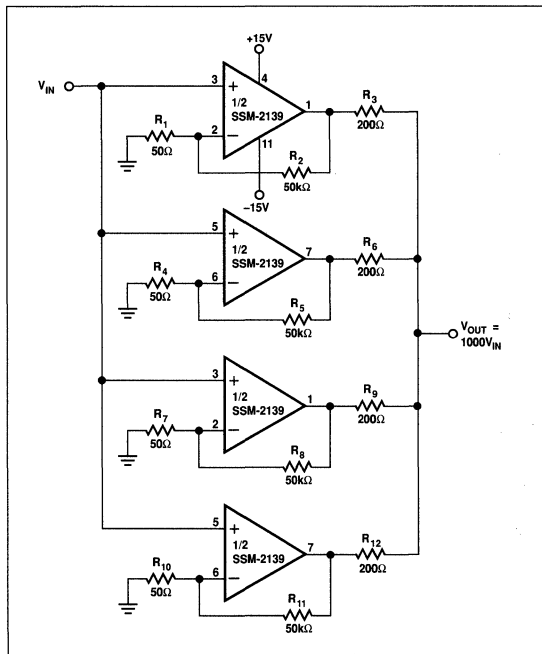 +15V
V_IN
3
+
4
1/2
SSM-2139
1
R_3
200Ω
R_1
50Ω
2
−
11
R_2
50kΩ
−15V
5
+
1/2
SSM-2139
7
R_6
200Ω
R_4
50Ω
6
−
R_5
50kΩ
V_OUT =
1000V_IN
3
+
1/2
SSM-2139
1
R_9
200Ω
R_7
50Ω
2
−
R_8
50kΩ
5
+
1/2
SSM-2139
7
R_12
200Ω
R_10
50Ω
6
−
R_11
50kΩ